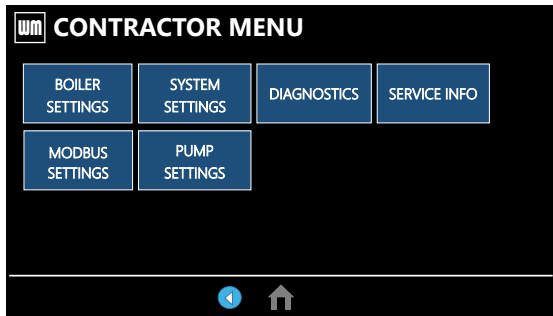 wm CONTRACTOR MENU
BOILER
SETTINGS
SYSTEM
SETTINGS
DIAGNOSTICS
SERVICE INFO
MODBUS
SETTINGS
PUMP
SETTINGS